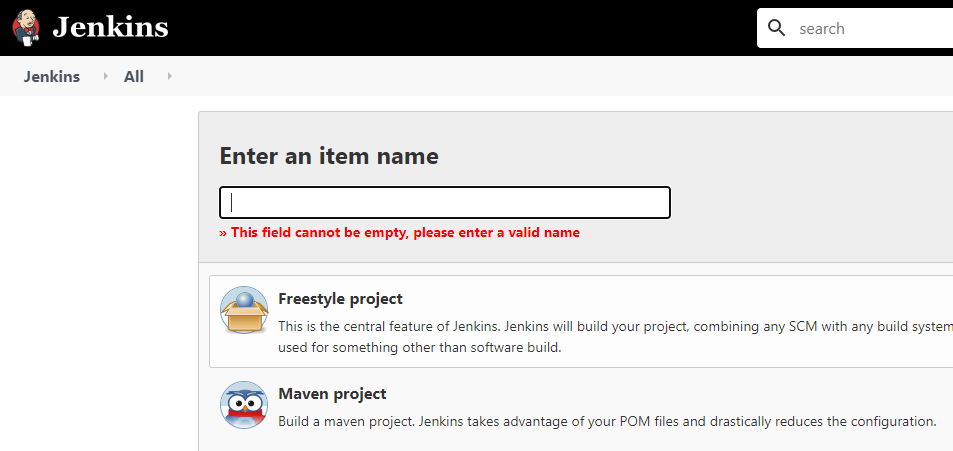 Jenkins
search
Jenkins All
Enter an item name
» This field cannot be empty, please enter a valid name
Freestyle project
This is the central feature of Jenkins. Jenkins will build your project, combining any SCM with any build system
used for something other than software build.
Maven project
Build a maven project. Jenkins takes advantage of your POM files and drastically reduces the configuration.